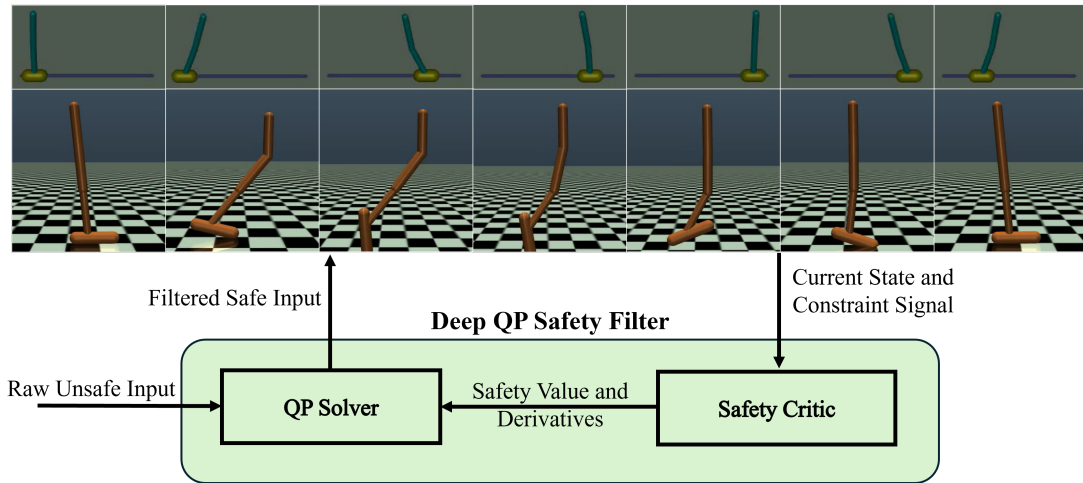 Filtered Safe Input
Current State and
Constraint Signal
Deep QP Safety Filter
Raw Unsafe Input
QP Solver
Safety Value and
Derivatives
Safety Critic